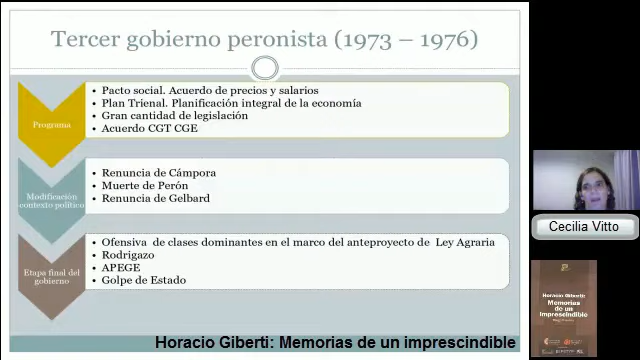 Tercer gobierno peronista (1973 – 1976)
Programa
• Pacto social. Acuerdo de precios y salarios
• Plan Trienal. Planificación integral de la economía
• Gran cantidad de legislación
• Acuerdo CGT CGE
Modificación
contexto político
• Renuncia de Cámpora
• Muerte de Perón
• Renuncia de Gelbard
Etapa final del
gobierno
• Ofensiva de clases dominantes en el marco del anteproyecto de Ley Agraria
• Rodrigazo
• APEGE
• Golpe de Estado
Horacio Giberti: Memorias de un imprescindible
Cecilia Vitto
Horacio Giberti:
Memorias
de un
imprescindible